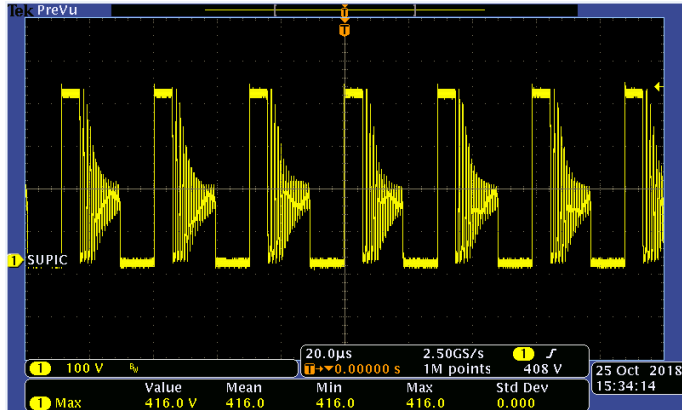 Tek PreVu
T
T
1 SUPIC
1 100 V BW
20.0μs 2.50GS/s 1
T→▼0.00000 s 1M points 408 V
Value Mean Min Max Std Dev
1 Max 416.0 V 416.0 416.0 416.0 0.000
25 Oct 2018
15:34:14